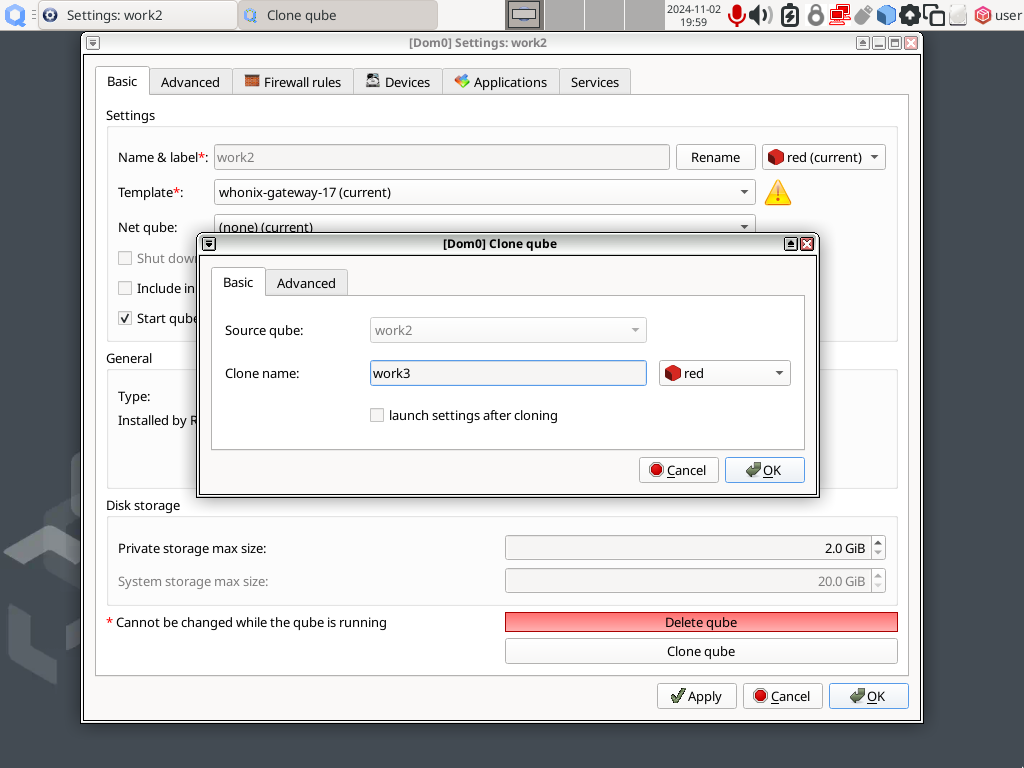 Settings: work2
Clone qube
2024-11-02
19:59
user
[Dom0] Settings: work2
Basic
Advanced
Firewall rules
Devices
Applications
Services
Settings
Name & label*:
work2
Rename
red (current)
Template*:
whonix-gateway-17 (current)
Net qube:
(none) (current)
Shut dow
Include in
Start qube
General
Type:
Installed by R
[Dom0] Clone qube
Basic
Advanced
Source qube:
work2
Clone name:
work3
red
launch settings after cloning
Cancel
OK
Disk storage
Private storage max size:
2.0 GiB
System storage max size:
20.0 GiB
* Cannot be changed while the qube is running
Delete qube
Clone qube
Apply
Cancel
OK